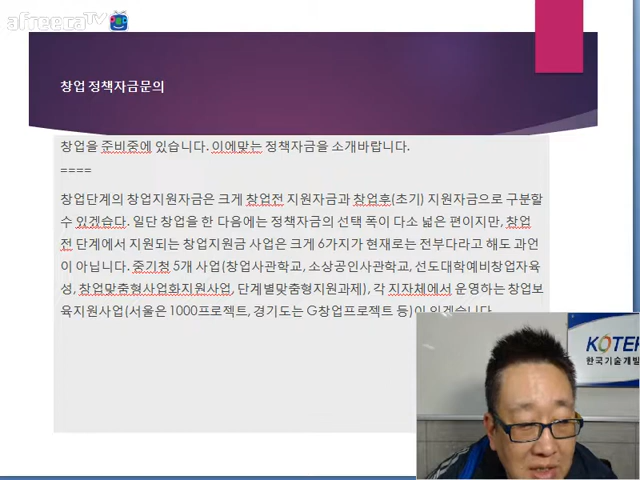 afreecaTV
창업 정책자금문의
창업을 준비중에 있습니다. 이에맞는 정책자금을 소개바랍니다.
====
창업단계의 창업지원자금은 크게 창업전 지원자금과 창업후(초기) 지원자금으로 구분할
수 있겠습다. 일단 창업을 한 다음에는 정책자금의 선택 폭이 다소 넓은 편이지만, 창업
전 단계에서 지원되는 창업지원금 사업은 크게 6가지가 현재로는 전부다라고 해도 과언
이 아닙니다. 중기청 5개 사업(창업사관학교, 소상공인사관학교, 선도대학예비창업자육
성, 창업맞춤형사업화지원사업, 단계별맞춤형지원과제), 각 지자체에서 운영하는 창업보
육지원사업(서울은 1000프로젝트, 경기도는 G창업프로젝트 등)이 있겠습니다.
한국기술개발